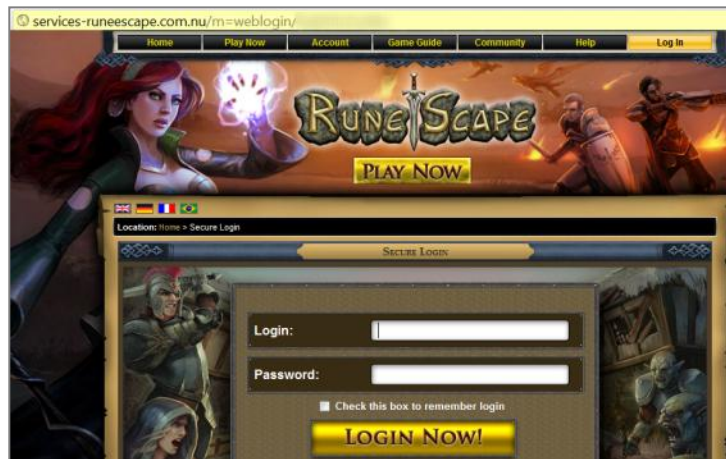 services-runeescape.com.nu/m=weblogin/
Home Play Now Account Game Guide Community Help Log In
RUNESCAPE
PLAY NOW
Location: Home » Secure Login
SECURE LOGIN
Login:
Password:
Check this box to remember login
LOGIN NOW!